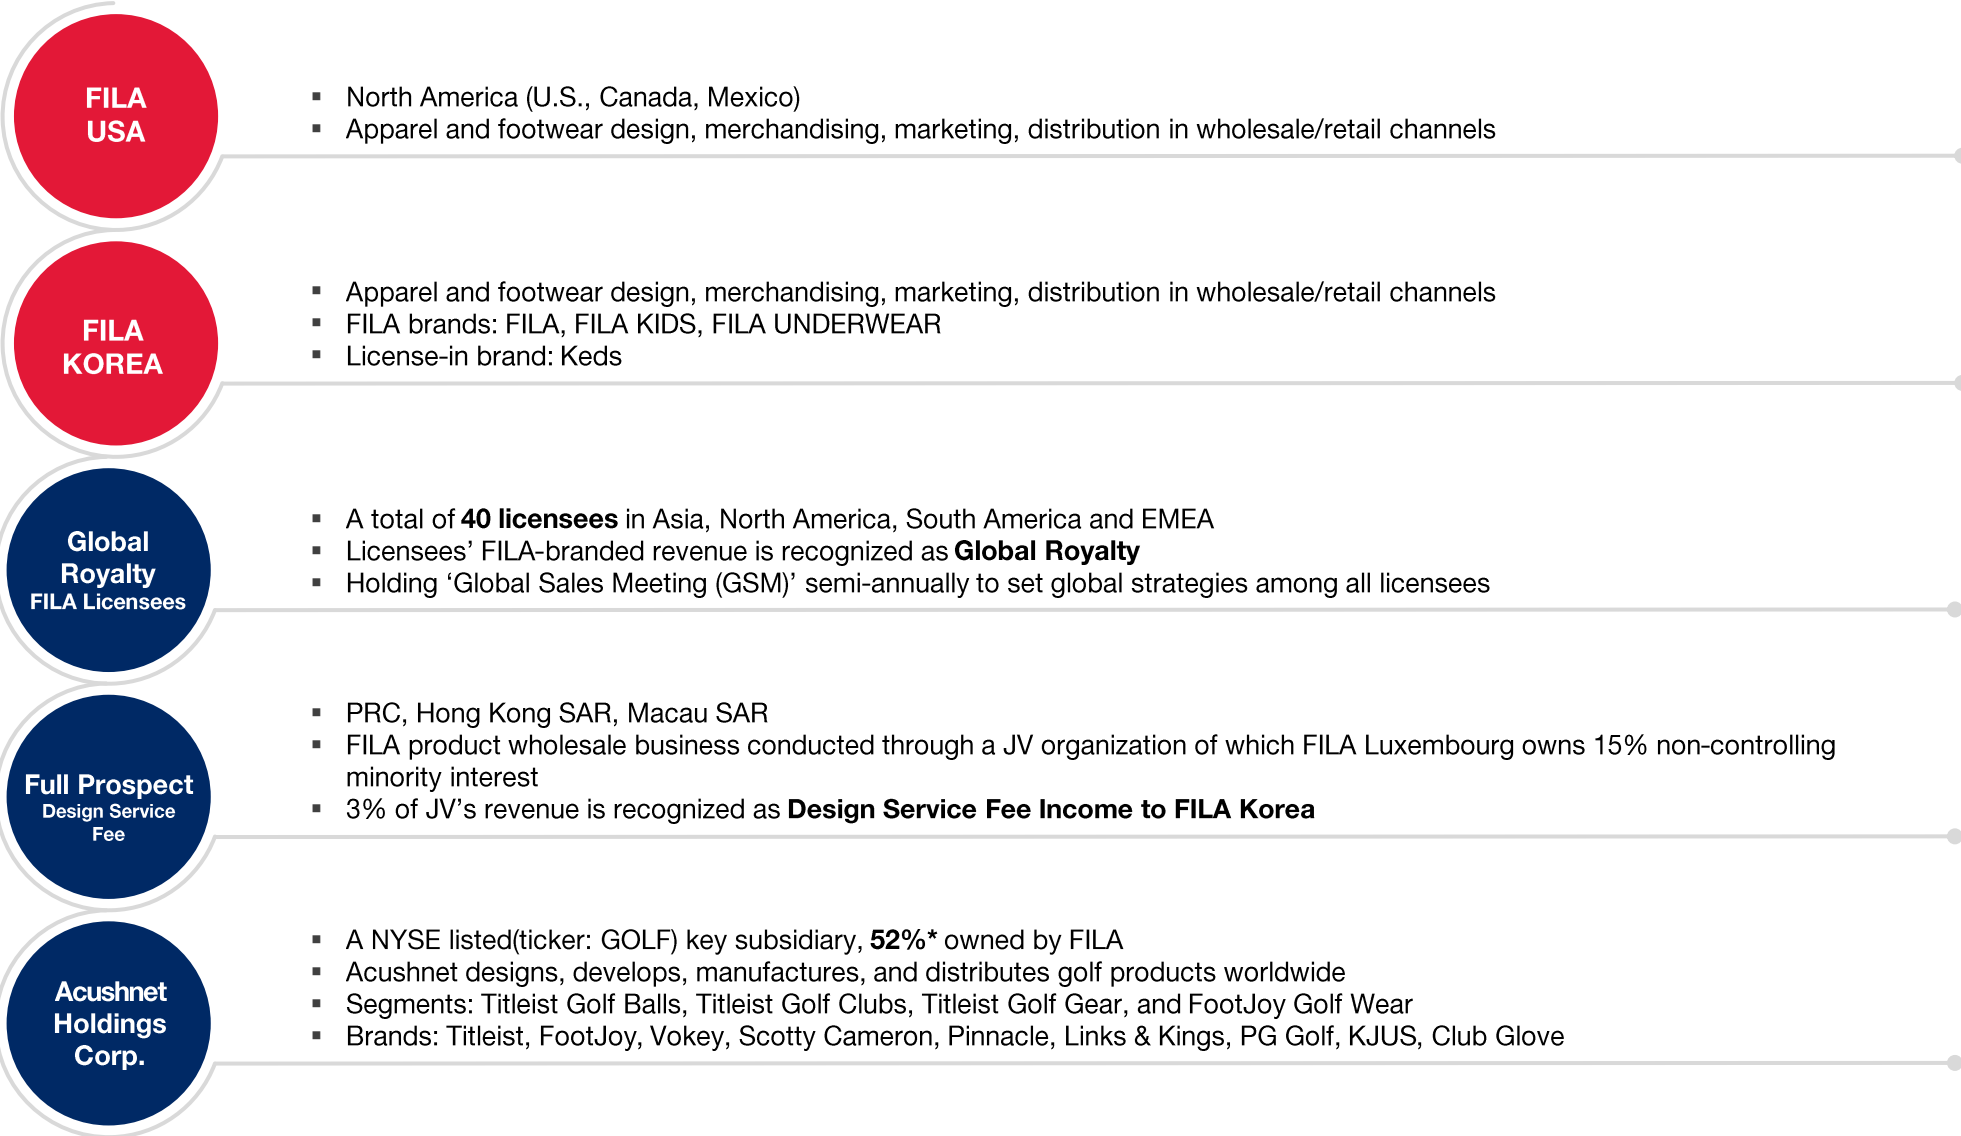 FILA
USA
▪ North America (U.S., Canada, Mexico)
▪ Apparel and footwear design, merchandising, marketing, distribution in wholesale/retail channels
FILA
KOREA
▪ Apparel and footwear design, merchandising, marketing, distribution in wholesale/retail channels
▪ FILA brands: FILA, FILA KIDS, FILA UNDERWEAR
▪ License-in brand: Keds
Global
Royalty
FILA Licensees
▪ A total of 40 licensees in Asia, North America, South America and EMEA
▪ Licensees’ FILA-branded revenue is recognized as Global Royalty
▪ Holding ‘Global Sales Meeting (GSM)’ semi-annually to set global strategies among all licensees
Full Prospect
Design Service
Fee
▪ PRC, Hong Kong SAR, Macau SAR
▪ FILA product wholesale business conducted through a JV organization of which FILA Luxembourg owns 15% non-controlling
minority interest
▪ 3% of JV’s revenue is recognized as Design Service Fee Income to FILA Korea
Acushnet
Holdings
Corp.
▪ A NYSE listed(ticker: GOLF) key subsidiary, 52%* owned by FILA
▪ Acushnet designs, develops, manufactures, and distributes golf products worldwide
▪ Segments: Titleist Golf Balls, Titleist Golf Clubs, Titleist Golf Gear, and FootJoy Golf Wear
▪ Brands: Titleist, FootJoy, Vokey, Scotty Cameron, Pinnacle, Links & Kings, PG Golf, KJUS, Club Glove